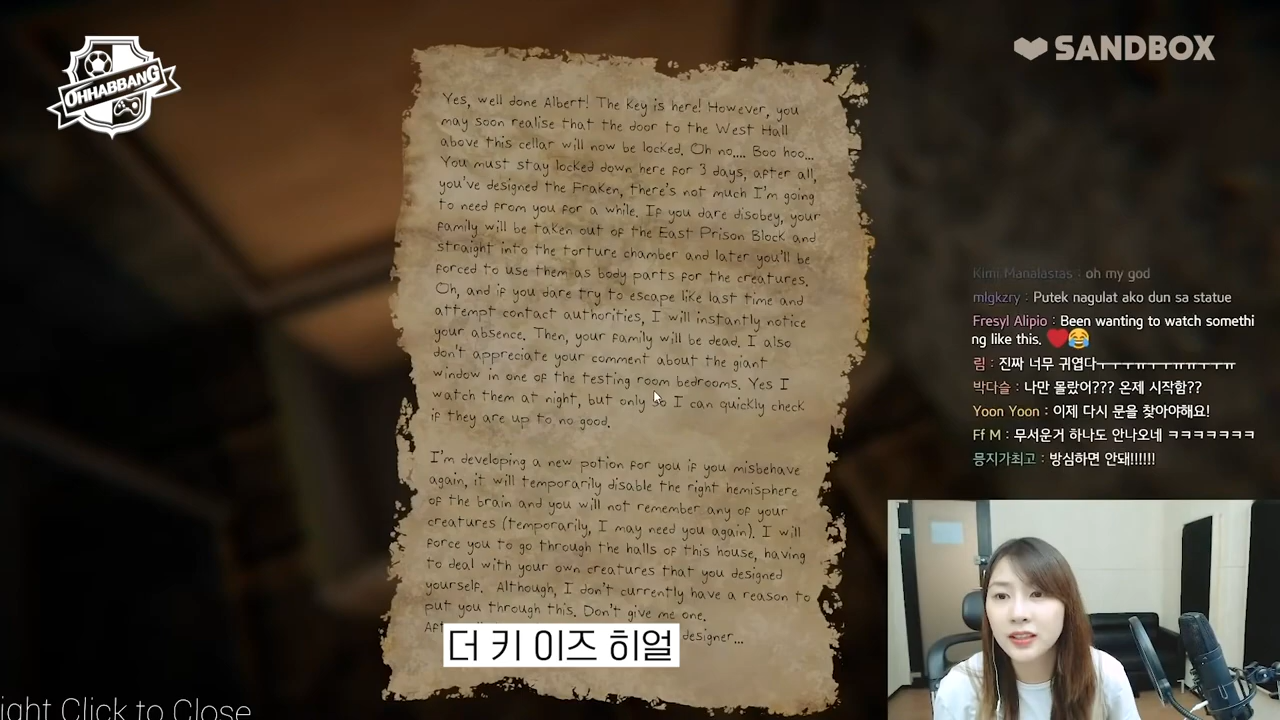 OHHABBANG
SANDBOX
Yes, well done Albert! The Key is here! However, you
may soon realise that the door to the West Hall
above this cellar will now be locked. Oh no.... Boo hoo...
You must stay locked down here for 3 days, after all,
you've designed the Fraken, there's not much I'm going
to need from you for a while. If you dare disobey, your
family will be taken out of the East Prison Block and
straight into the torture chamber and later you'll be
forced to use them as body parts for the creatures.
Oh, and if you dare try to escape like last time and
attempt contact authorities, I will instantly notice
your absence. Then, your family will be dead. I also
don't appreciate your comment about the giant
window in one of the testing room bedrooms. Yes I
watch them at night, but only so I can quickly check
if they are up to no good.
I'm developing a new potion for you if you misbehave
again, it will temporarily disable the right hemisphere
of the brain and you will not remember any of your
creatures (temporarily, I may need you again). I will
force you to go through the halls of this house, having
to deal with your own creatures that you designed
yourself. Although, I don't currently have a reason to
put you through this. Don't give me one.
designer...
더 키 이즈 히얼
ight Click to Close
Kimi Manalastas : oh my god
mlgkzry : Putek nagulat ako dun sa statue
Fresyl Alipio : Been wanting to watch somethi
ng like this. ❤️😂
림 : 진짜 너무 귀엽다ㅜㅜㅜㅠㅜㅜㅠㅠㅜㅜㅠ
박다슬 : 나만 몰랐어??? 온제 시작함??
Yoon Yoon : 이제 다시 문을 찾아야해요!
Ff M : 무서운거 하나도 안나오네 ㅋㅋㅋㅋㅋㅋㅋ
뭉지가최고 : 방심하면 안돼!!!!!!